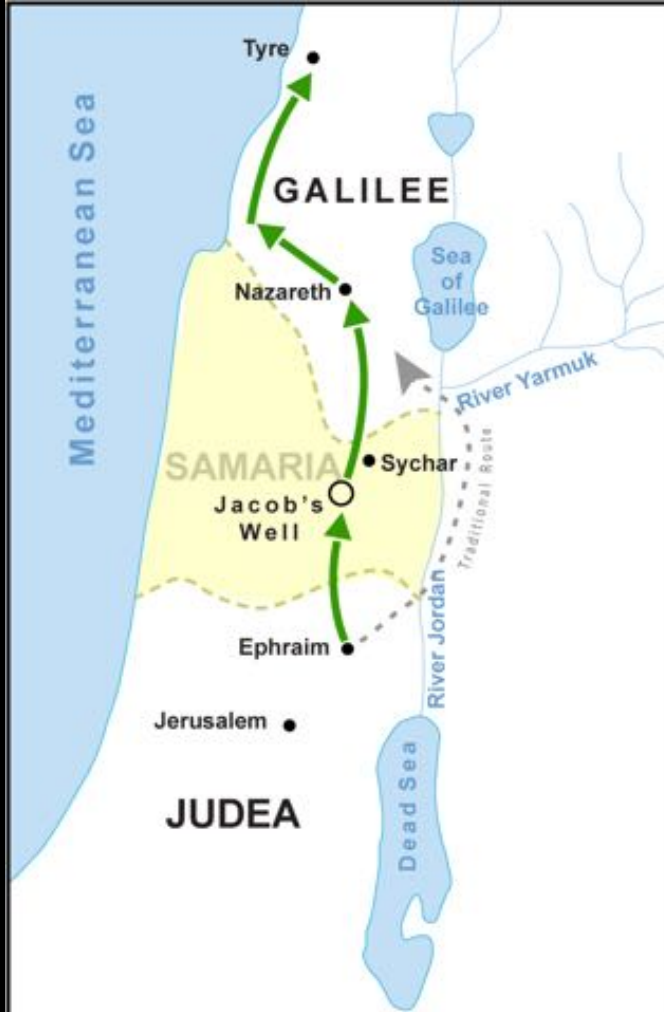 Tyre
Mediterranean Sea
GALILEE
Sea
of
Galilee
Nazareth
River Yarmuk
SAMARIA
Sychar
Jacob's
Well
Traditional Route
River Jordan
Ephraim
Jerusalem
JUDEA
Dead Sea